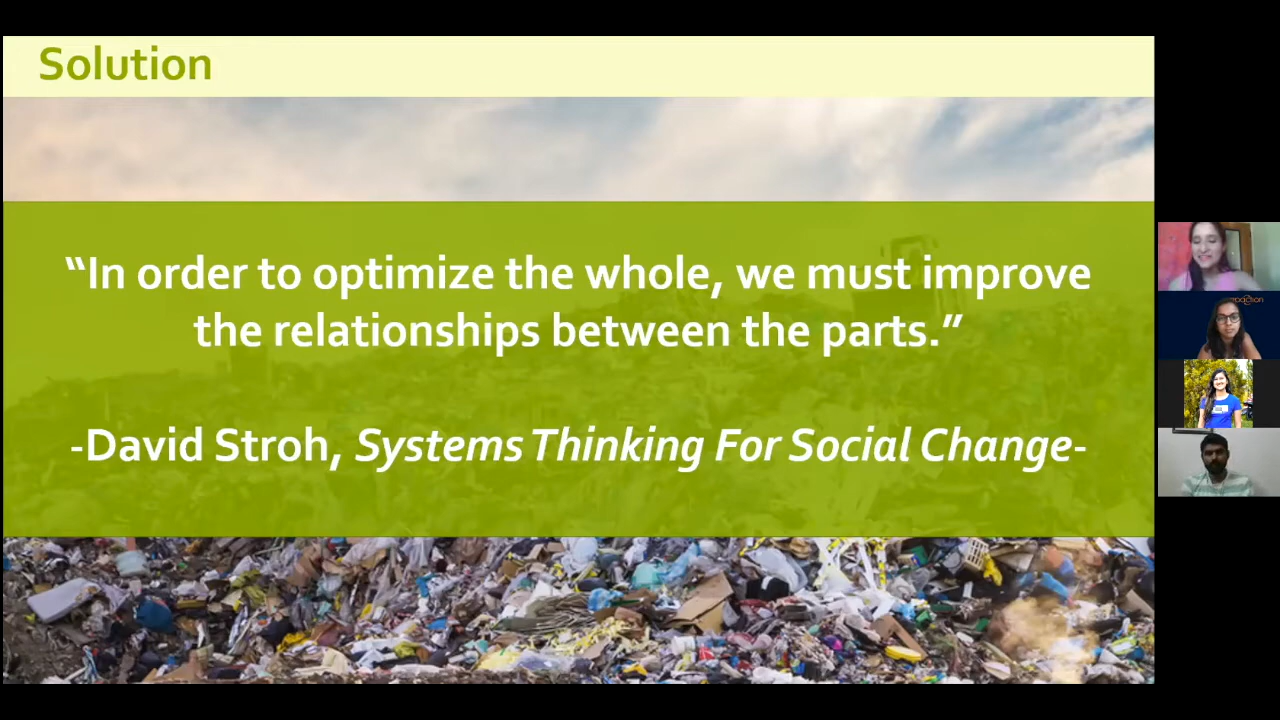 Solution
“In order to optimize the whole, we must improve
the relationships between the parts.”
-David Stroh, Systems Thinking For Social Change-